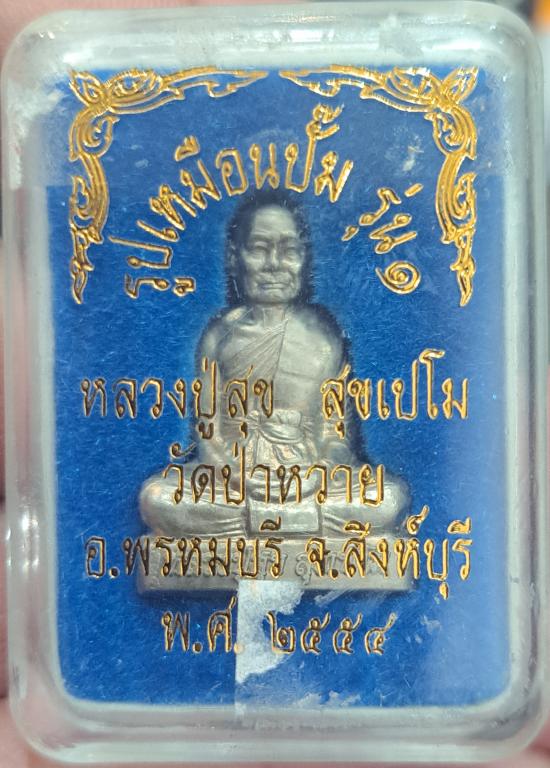 รูปเหมือนปั๊ม รุ่น๑
หลวงปู่สุข สุขเปโม
วัดป่าหวาย
อ.พรหมบุรี จ.สิงห์บุรี
พ.ศ. ๒๕๕๔